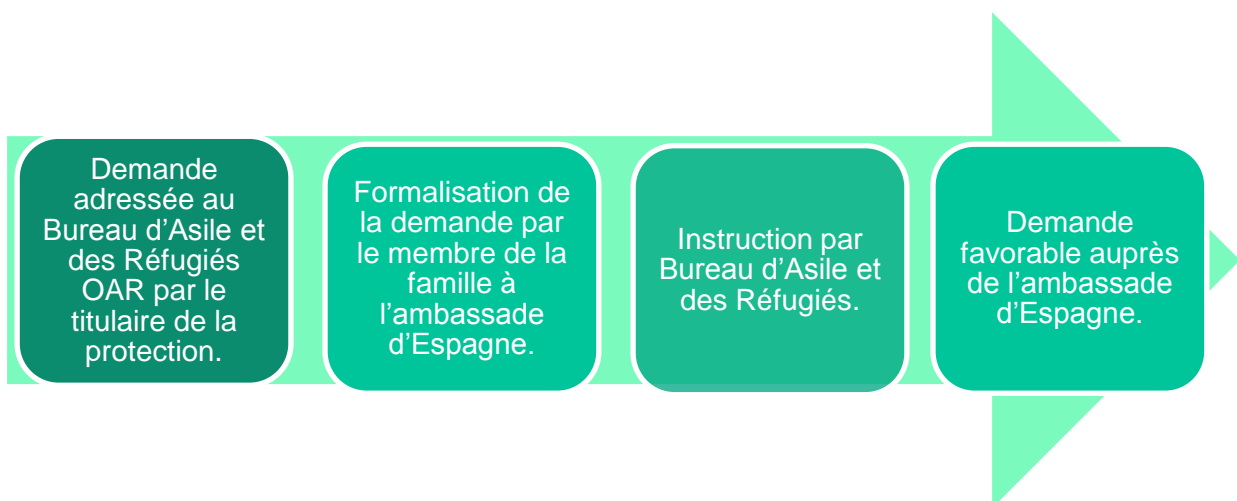 Demande
adressée au
Bureau d'Asile et
des Réfugiés
OAR par le
titulaire de la
protection.
Formalisation de
la demande par
le membre de la
famille à
l'ambassade
d'Espagne.
Instruction par
Bureau d'Asile et
des Réfugiés.
Demande
favorable auprès
de l'ambassade
d'Espagne.